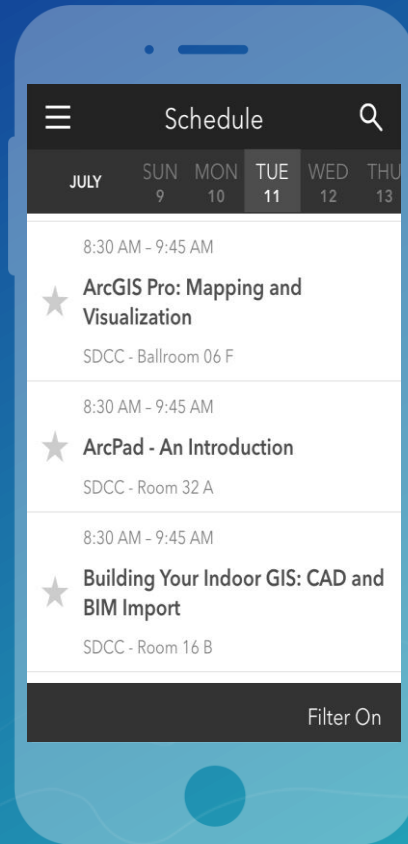 Schedule
JULY
SUN MON TUE WED THU
9 10 11 12 13
8:30 AM – 9:45 AM
ArcGIS Pro: Mapping and
Visualization
SDCC - Ballroom 06 F
8:30 AM – 9:45 AM
ArcPad - An Introduction
SDCC - Room 32 A
8:30 AM – 9:45 AM
Building Your Indoor GIS: CAD and
BIM Import
SDCC - Room 16 B
Filter On